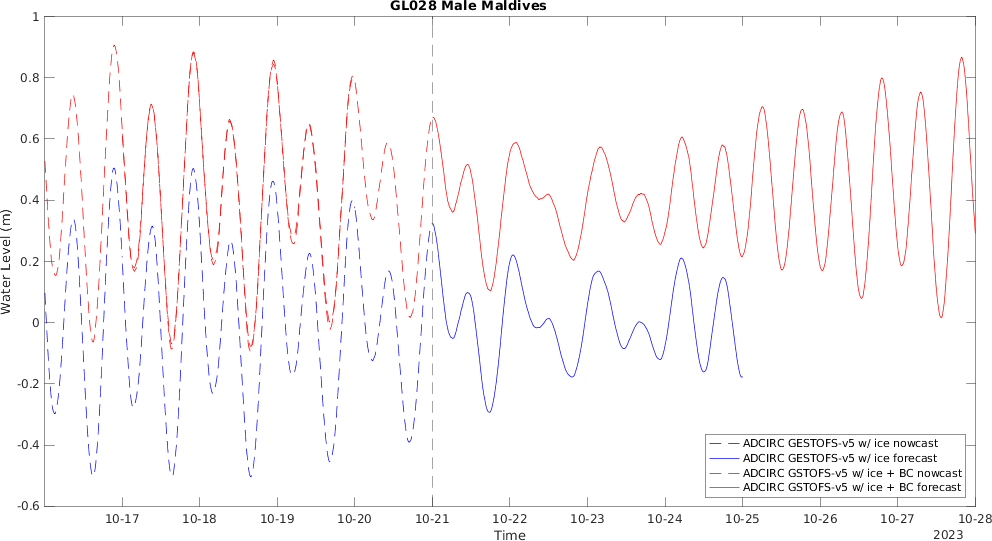 GL028 Male Maldives
Water Level (m)
1
0.8
0.6
0.4
0.2
0
-0.2
-0.4
-0.6
10-17 10-18 10-19 10-20 10-21 10-22 10-23 10-24 10-25 10-26 10-27 10-28
Time
2023
ADCIRC GESTOFS-v5 w/ ice nowcast
ADCIRC GESTOFS-v5 w/ ice forecast
ADCIRC GSTOFS-v5 w/ ice + BC nowcast
ADCIRC GSTOFS-v5 w/ ice + BC forecast